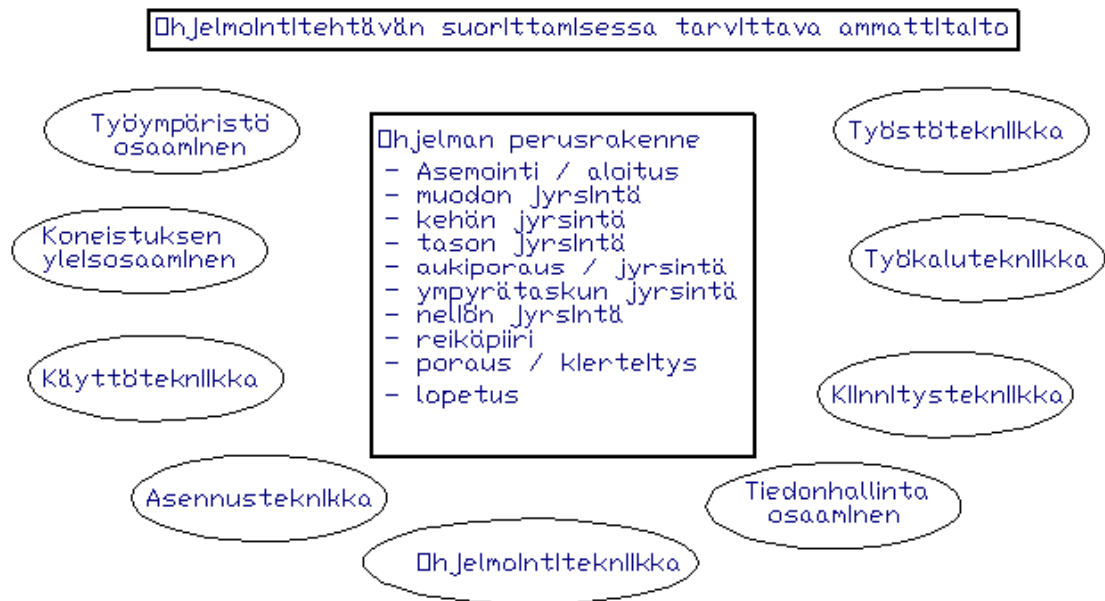 Ohjelmointitehtävän suorittamisessa tarvittava ammattitaito
Työympäristö
osaaminen
Koneistuksen
yleisosaaminen
Käyttötekniikka
Asennusteknikka
Ohjelmointitekniikka
Ohjelman perusrakenne
- Asemointi / aloitus
- muodon jyrsintä
- kehän jyrsintä
- tason jyrsintä
- aukiporaus / jyrsintä
- ympyrätaskun jyrsintä
- neliön jyrsintä
- reikäpiiri
- poraus / kierteitys
- lopetus
Työstötekniikka
Työkalutekniikka
Kiinnitystekniikka
Tiedonhallinta
osaaminen